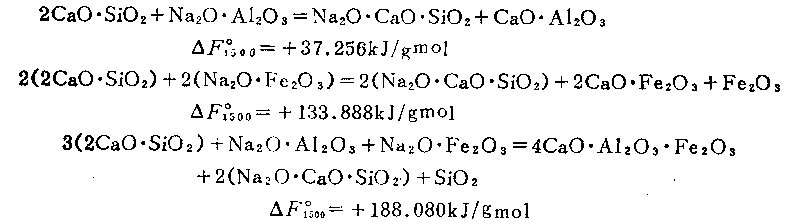 2CaO·SiO₂+Na₂O·Al₂O₃=Na₂O·CaO·SiO₂+CaO·Al₂O₃
ΔF°₁₅₀₀=+37.256kJ/gmol
2(2CaO·SiO₂)+2(Na₂O·Fe₂O₃)=2(Na₂O·CaO·SiO₂)+2CaO·Fe₂O₃+Fe₂O₃
ΔF°₁₅₀₀=+133.888kJ/gmol
3(2CaO·SiO₂)+Na₂O·Al₂O₃+Na₂O·Fe₂O₃=4CaO·Al₂O₃·Fe₂O₃
+2(Na₂O·CaO·SiO₂)+SiO₂
ΔF°₁₅₀₀=+188.080kJ/gmol